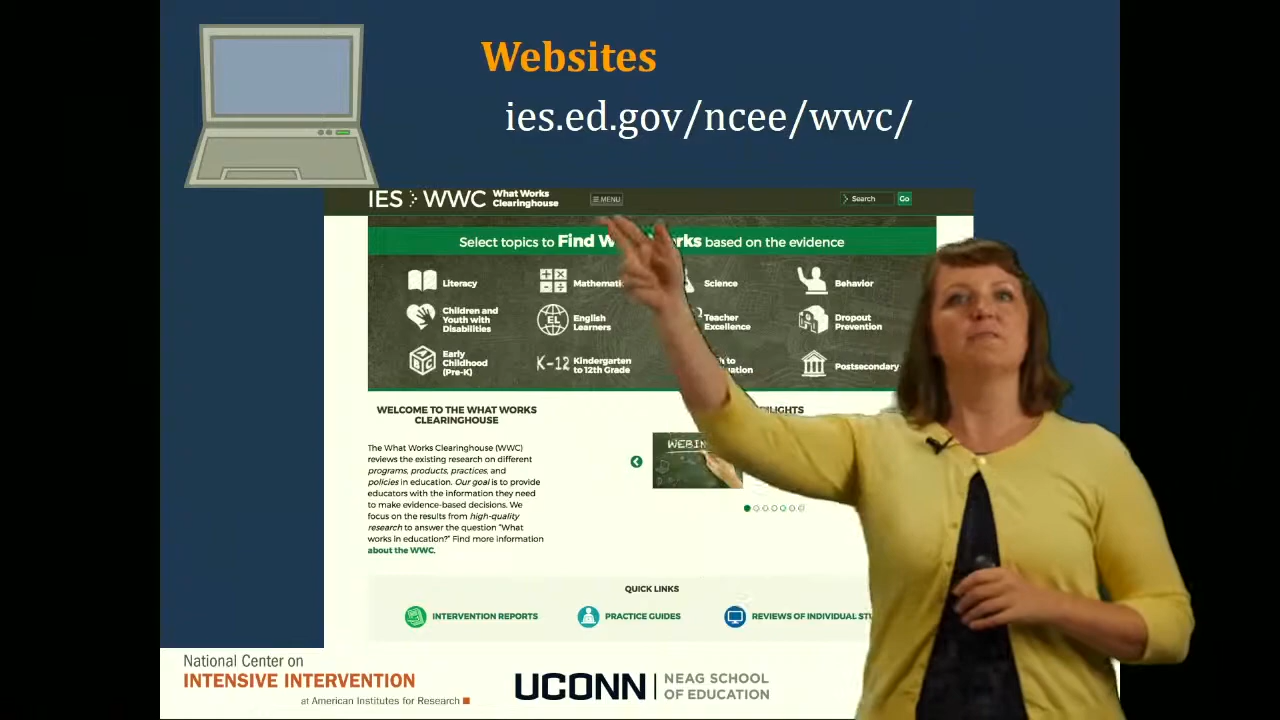 Websites
ies.ed.gov/ncee/wwc/
IES WWC What Works Clearinghouse
MENU
Search
Go
Select topics to Find W rks based on the evidence
Literacy
Mathemati
Science
Behavior
Children and
Youth with
Disabilities
English
Learners
Teacher
Excellence
Dropout
Prevention
Early
Childhood
(Pre-K)
K-12
Kindergarten
to 12th Grade
to
Postsecondary
WELCOME TO THE WHAT WORKS
CLEARINGHOUSE
The What Works Clearinghouse (WWC)
reviews the existing research on different
programs, products, practices, and
policies in education. Our goal is to provide
educators with the information they need
to make evidence-based decisions. We
focus on the results from high-quality
research to answer the question "What
works in education?" Find more information
about the WWC.
QUICK LINKS
INTERVENTION REPORTS
PRACTICE GUIDES
REVIEWS OF INDIVIDUAL
National Center on
INTENSIVE INTERVENTION
at American Institutes for Research
UCONN
NEAG SCHOOL
OF EDUCATION